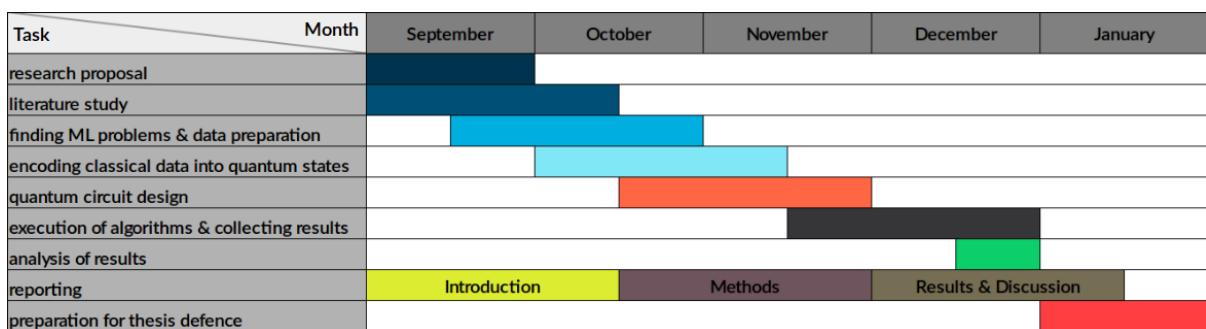 Task Month September October November December January
research proposal
literature study
finding ML problems & data preparation
encoding classical data into quantum states
quantum circuit design
execution of algorithms & collecting results
analysis of results
reporting Introduction Methods Results & Discussion
preparation for thesis defence